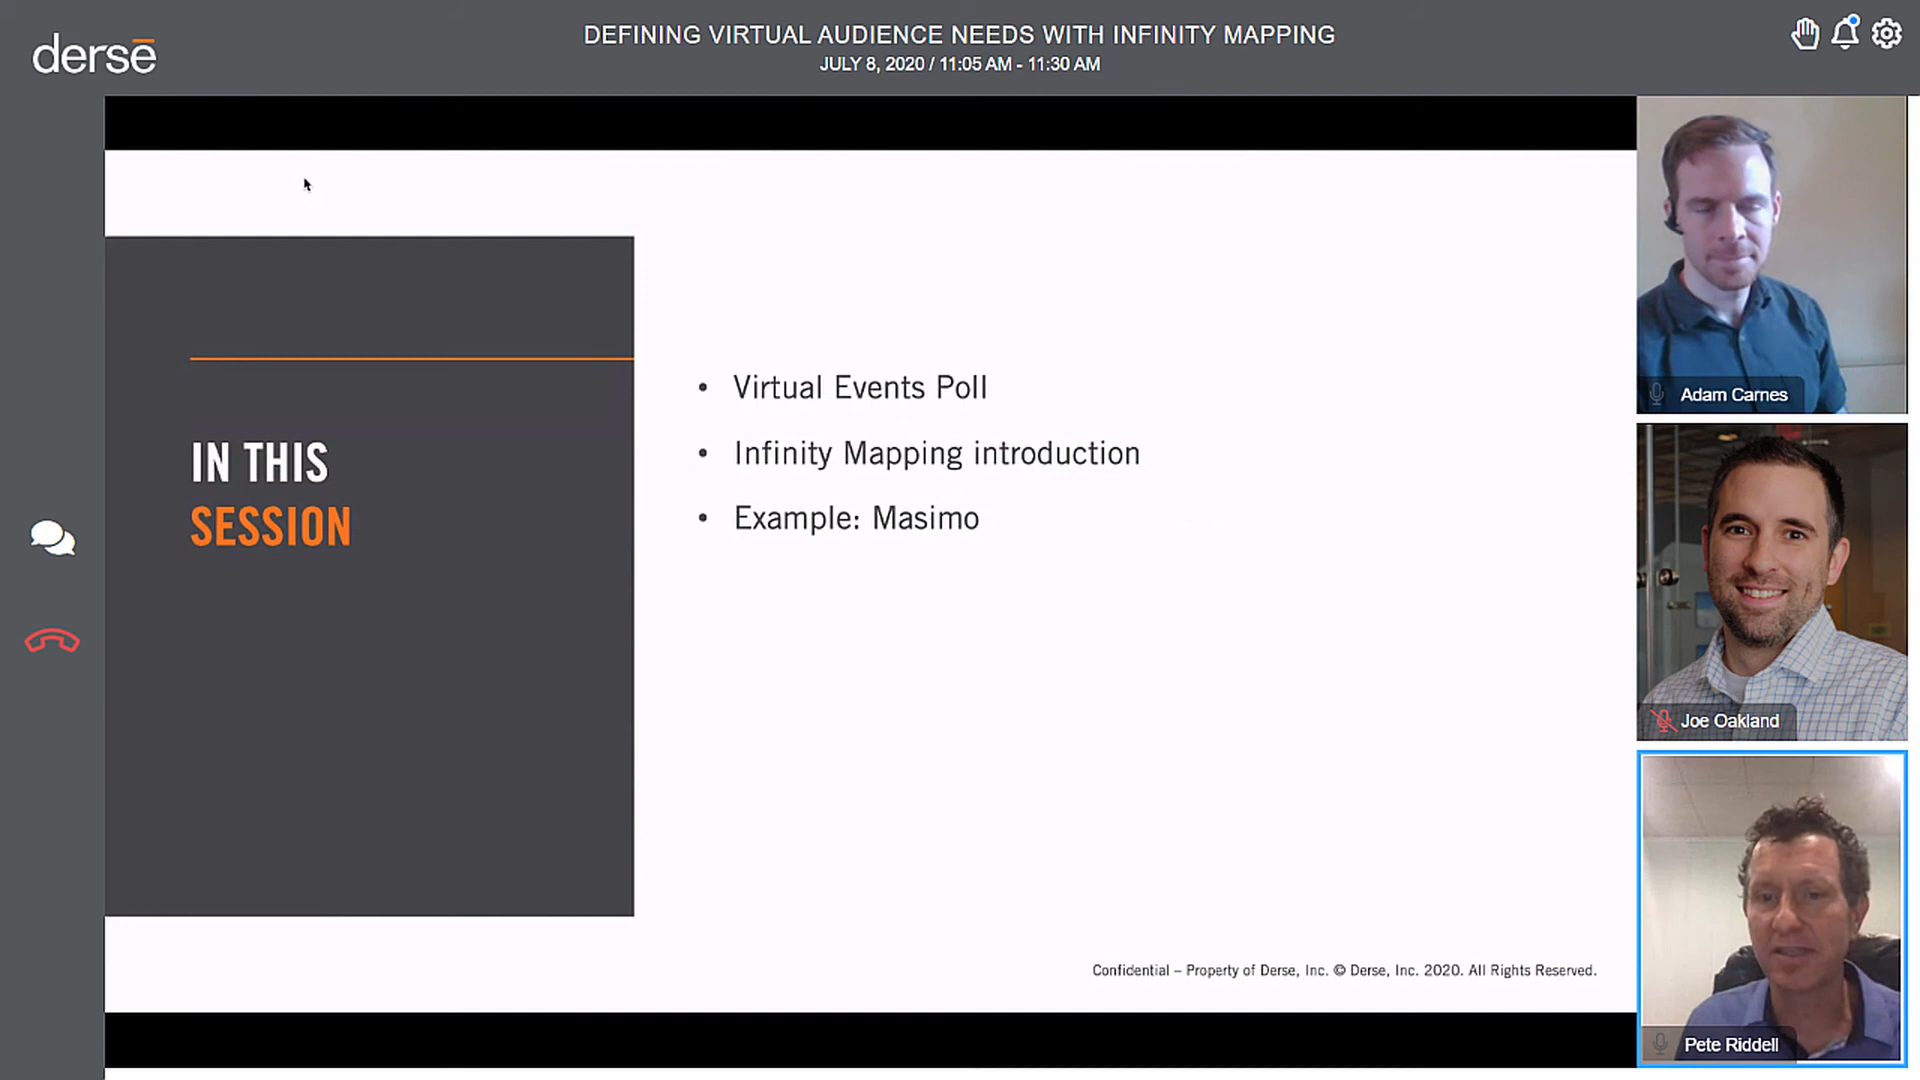 dersē
DEFINING VIRTUAL AUDIENCE NEEDS WITH INFINITY MAPPING
JULY 8, 2020 / 11:05 AM - 11:30 AM
IN THIS
SESSION
• Virtual Events Poll
• Infinity Mapping introduction
• Example: Masimo
Confidential – Property of Derse, Inc. © Derse, Inc. 2020. All Rights Reserved.
Adam Carnes
Joe Oakland
Pete Riddell